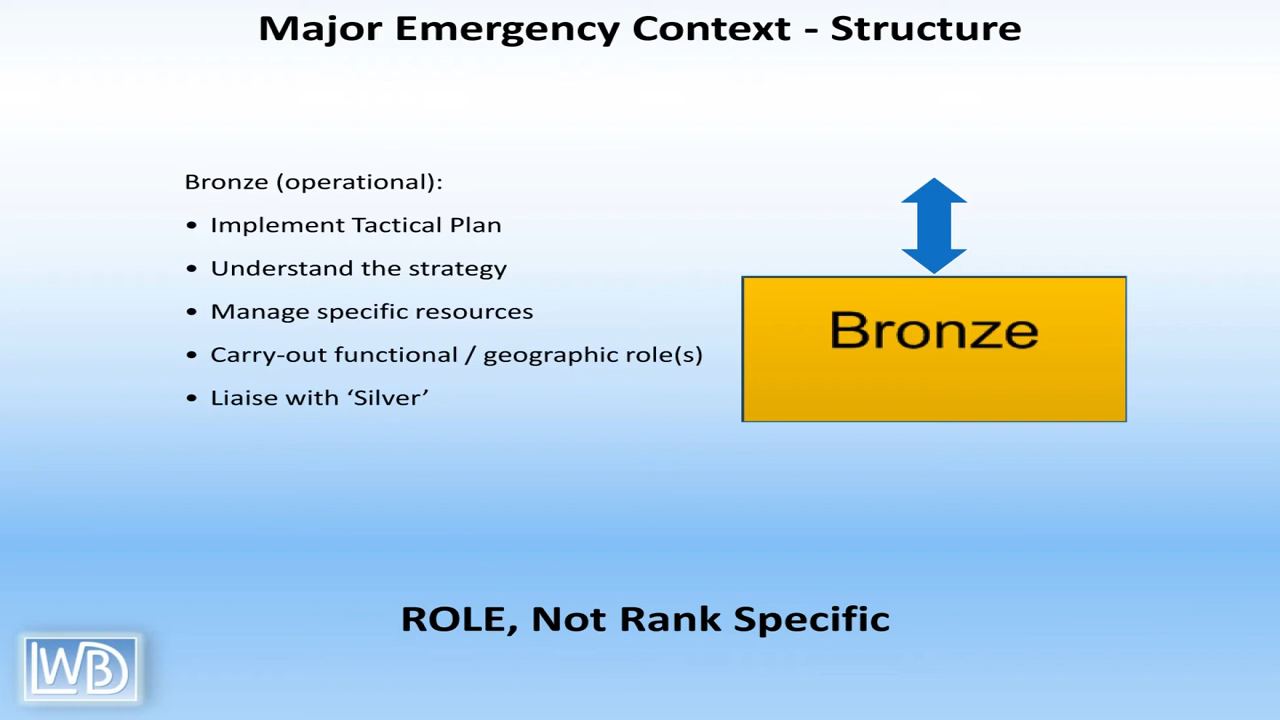 Major Emergency Context - Structure
Bronze (operational):
• Implement Tactical Plan
• Understand the strategy
• Manage specific resources
• Carry-out functional / geographic role(s)
• Liaise with ‘Silver’
Bronze
ROLE, Not Rank Specific
LWBD